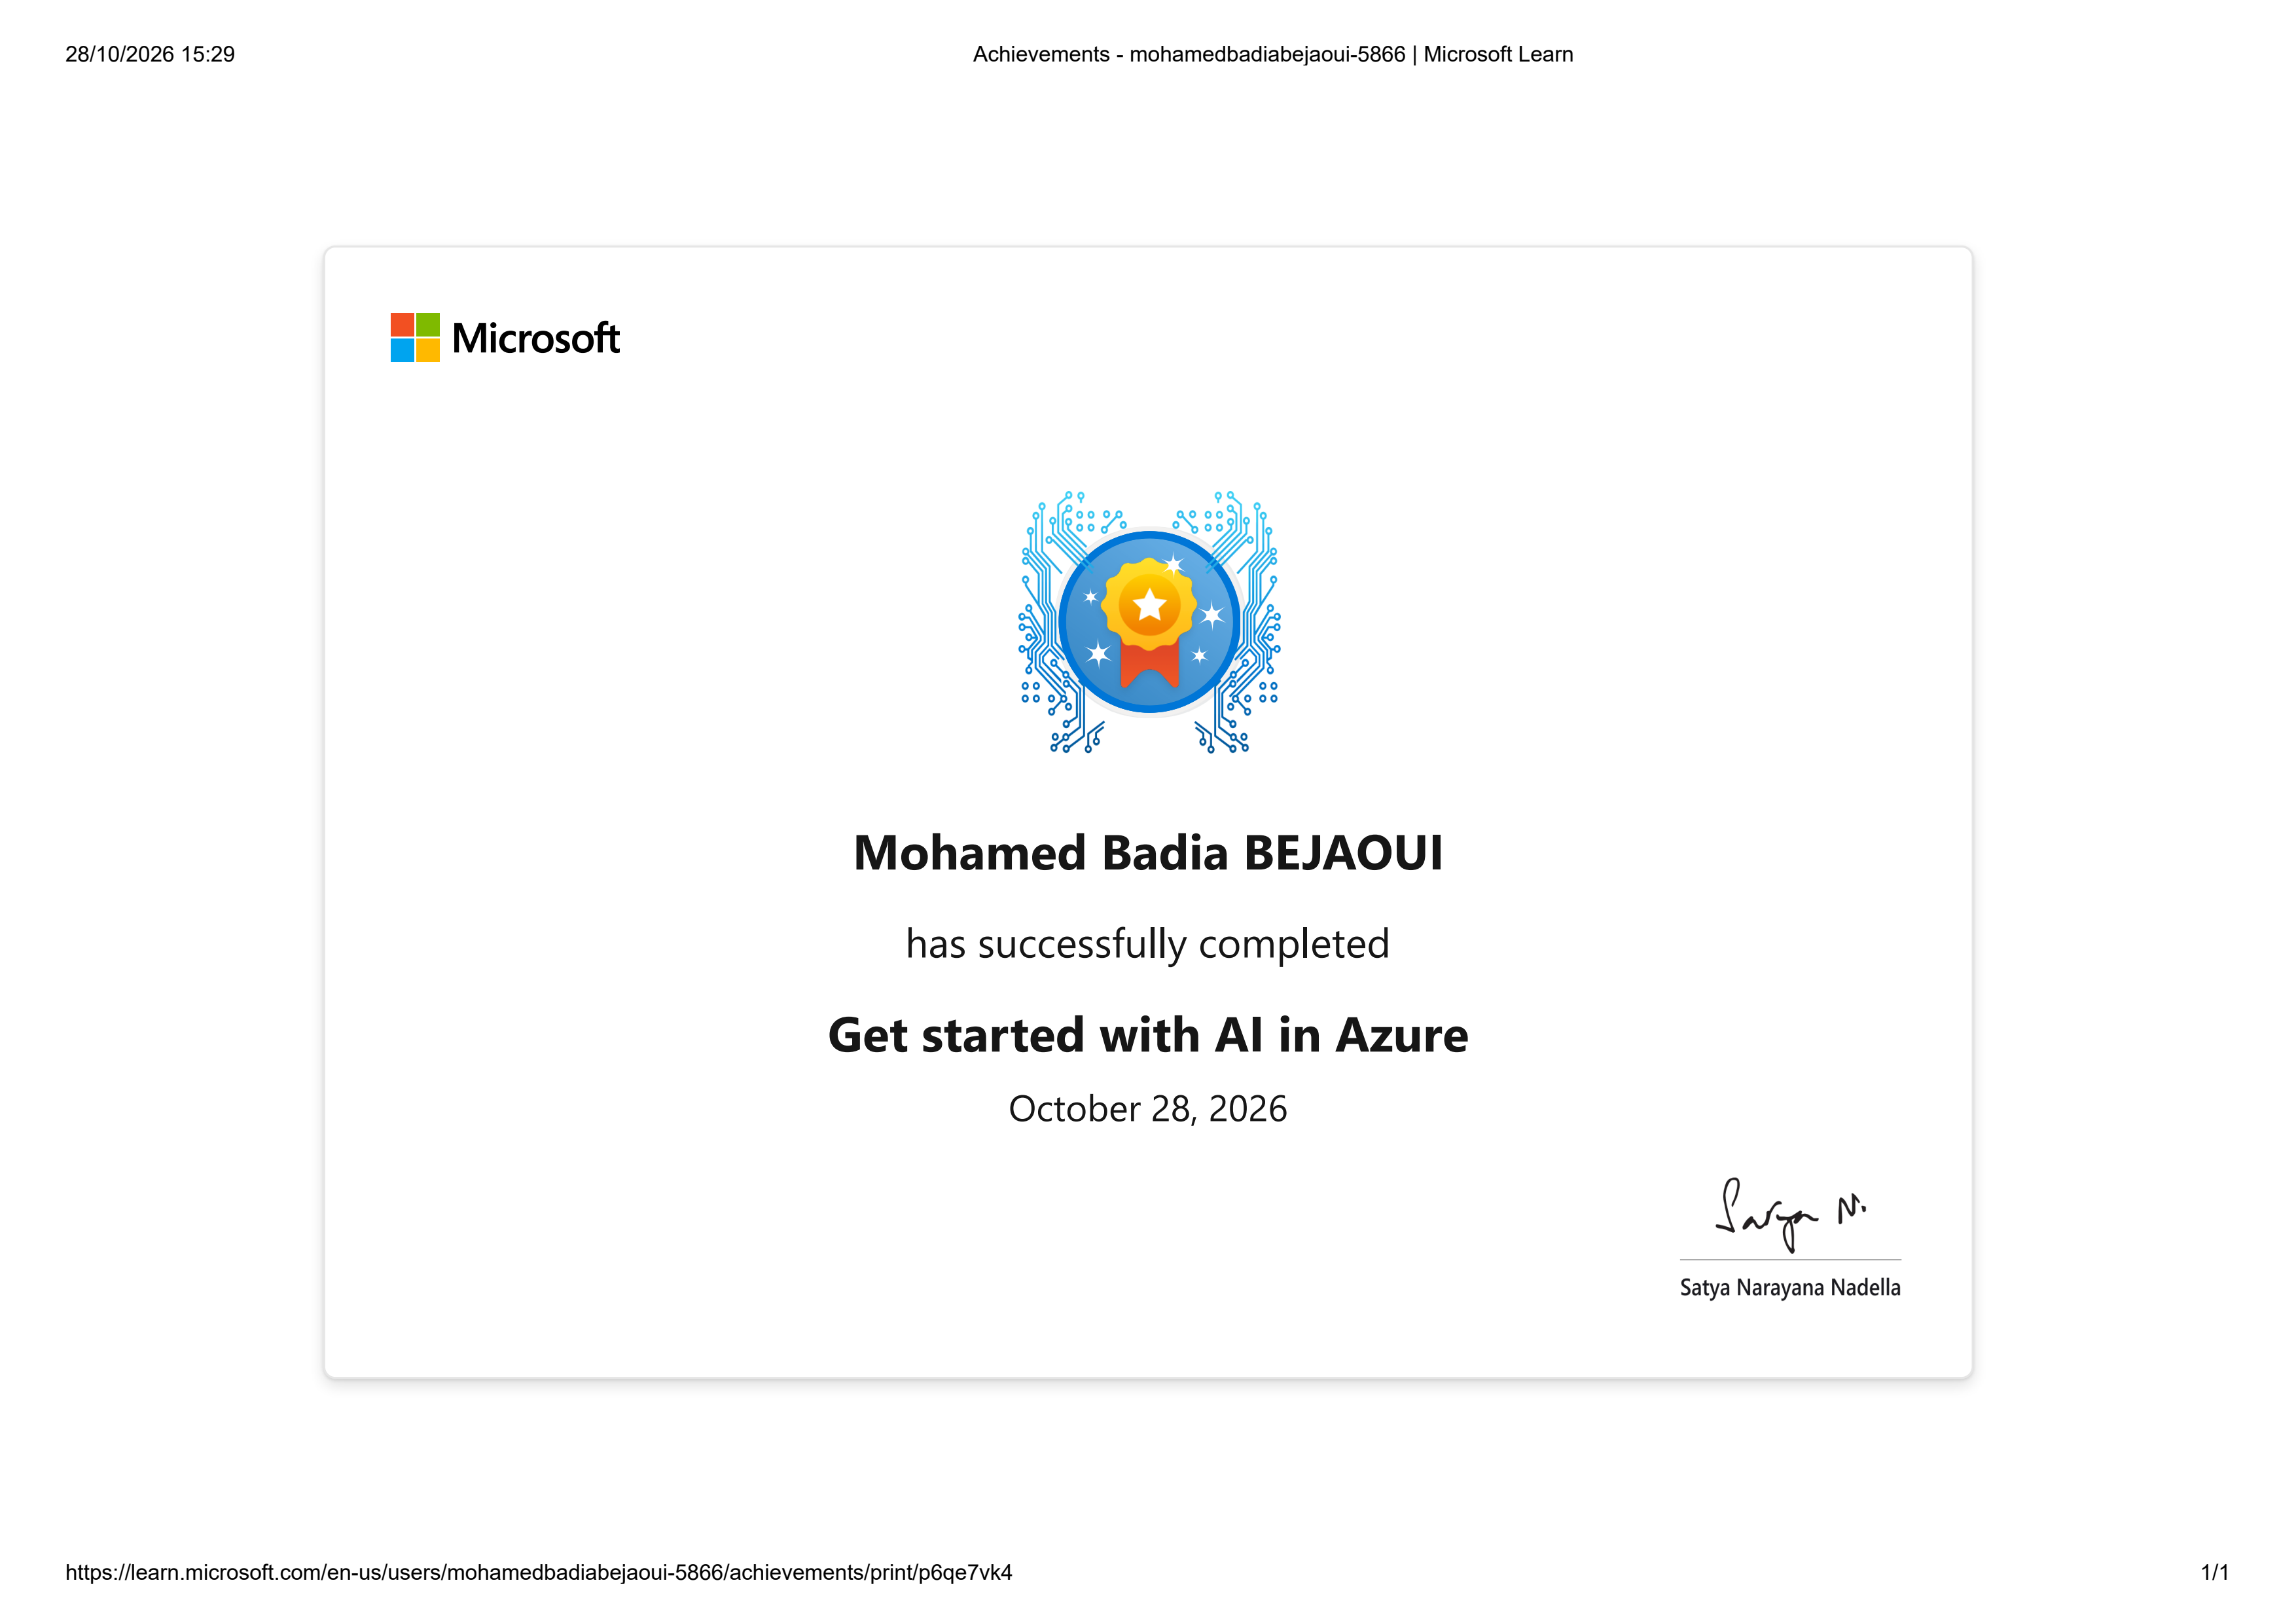 28/10/2026 15:29
Achievements - mohamedbadiabejaoui-5866 | Microsoft Learn
Microsoft
Mohamed Badia BEJAOUI
has successfully completed
Get started with AI in Azure
October 28, 2026
Satya N.
Satya Narayana Nadella
https://learn.microsoft.com/en-us/users/mohamedbadiabejaoui-5866/achievements/print/p6qe7vk4
1/1